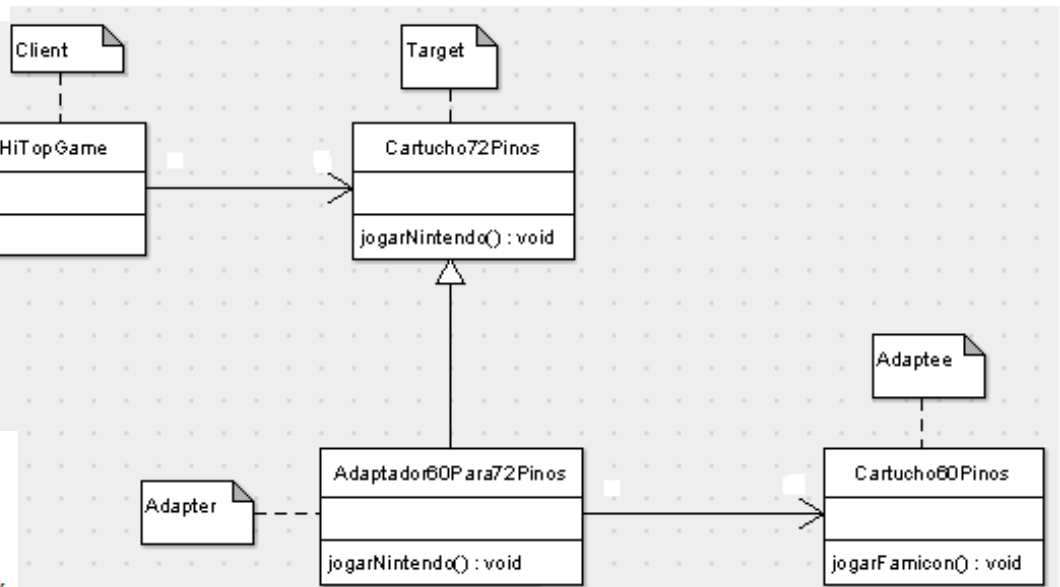 Client
Target
HiTopGame
Cartucho72Pinos
jogarNintendo() : void
Adaptee
Adaptador60Para72Pinos
Cartucho60Pinos
Adapter
jogarNintendo() : void
jogarFamicon() : void